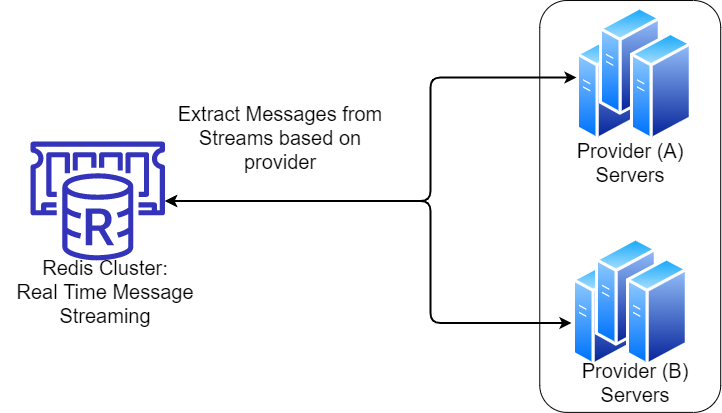 Extract Messages from
Streams based on
provider
Provider (A)
Servers
R
Redis Cluster:
Real Time Message
Streaming
Provider (B)
Servers